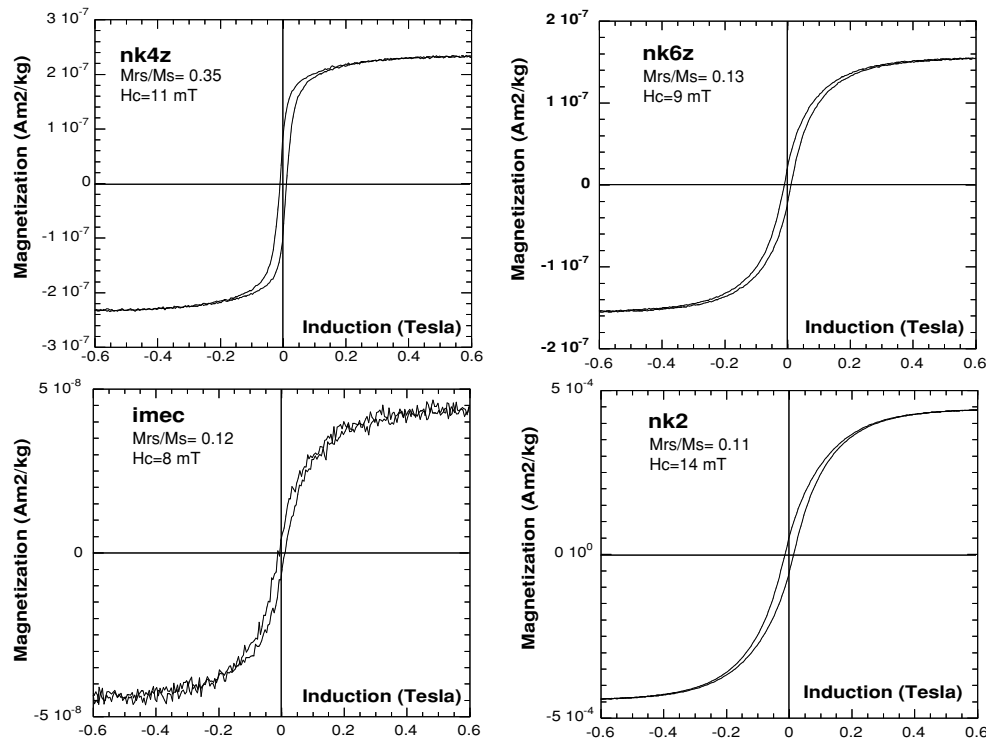 3 10⁻⁷
2 10⁻⁷
1 10⁻⁷
0
-1 10⁻⁷
-2 10⁻⁷
-3 10⁻⁷
Magnetization (Am2/kg)
nk4z
Mrs/Ms= 0.35
Hc=11 mT
Induction (Tesla)
-0.6 -0.4 -0.2 0 0.2 0.4 0.6
2 10⁻⁷
1 10⁻⁷
0
-1 10⁻⁷
-2 10⁻⁷
Magnetization (Am2/kg)
nk6z
Mrs/Ms= 0.13
Hc=9 mT
Induction (Tesla)
-0.6 -0.4 -0.2 0 0.2 0.4 0.6
5 10⁻⁸
0
-5 10⁻⁸
Magnetization (Am2/kg)
imec
Mrs/Ms= 0.12
Hc=8 mT
Induction (Tesla)
-0.6 -0.4 -0.2 0 0.2 0.4 0.6
5 10⁻⁴
0 10⁰
-5 10⁻⁴
Magnetization (Am2/kg)
nk2
Mrs/Ms= 0.11
Hc=14 mT
Induction (Tesla)
-0.6 -0.4 -0.2 0 0.2 0.4 0.6